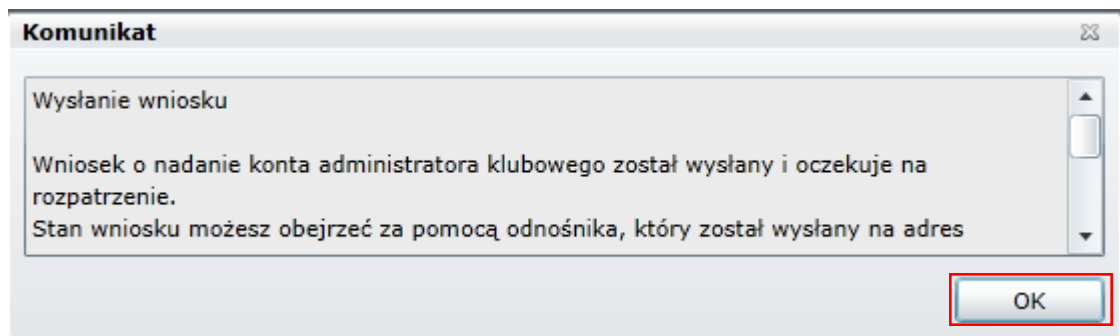 Komunikat
Wysłanie wniosku
Wniosek o nadanie konta administratora klubowego został wysłany i oczekuje na
rozpatrzenie.
Stan wniosku możesz obejrzeć za pomocą odnośnika, który został wysłany na adres
OK